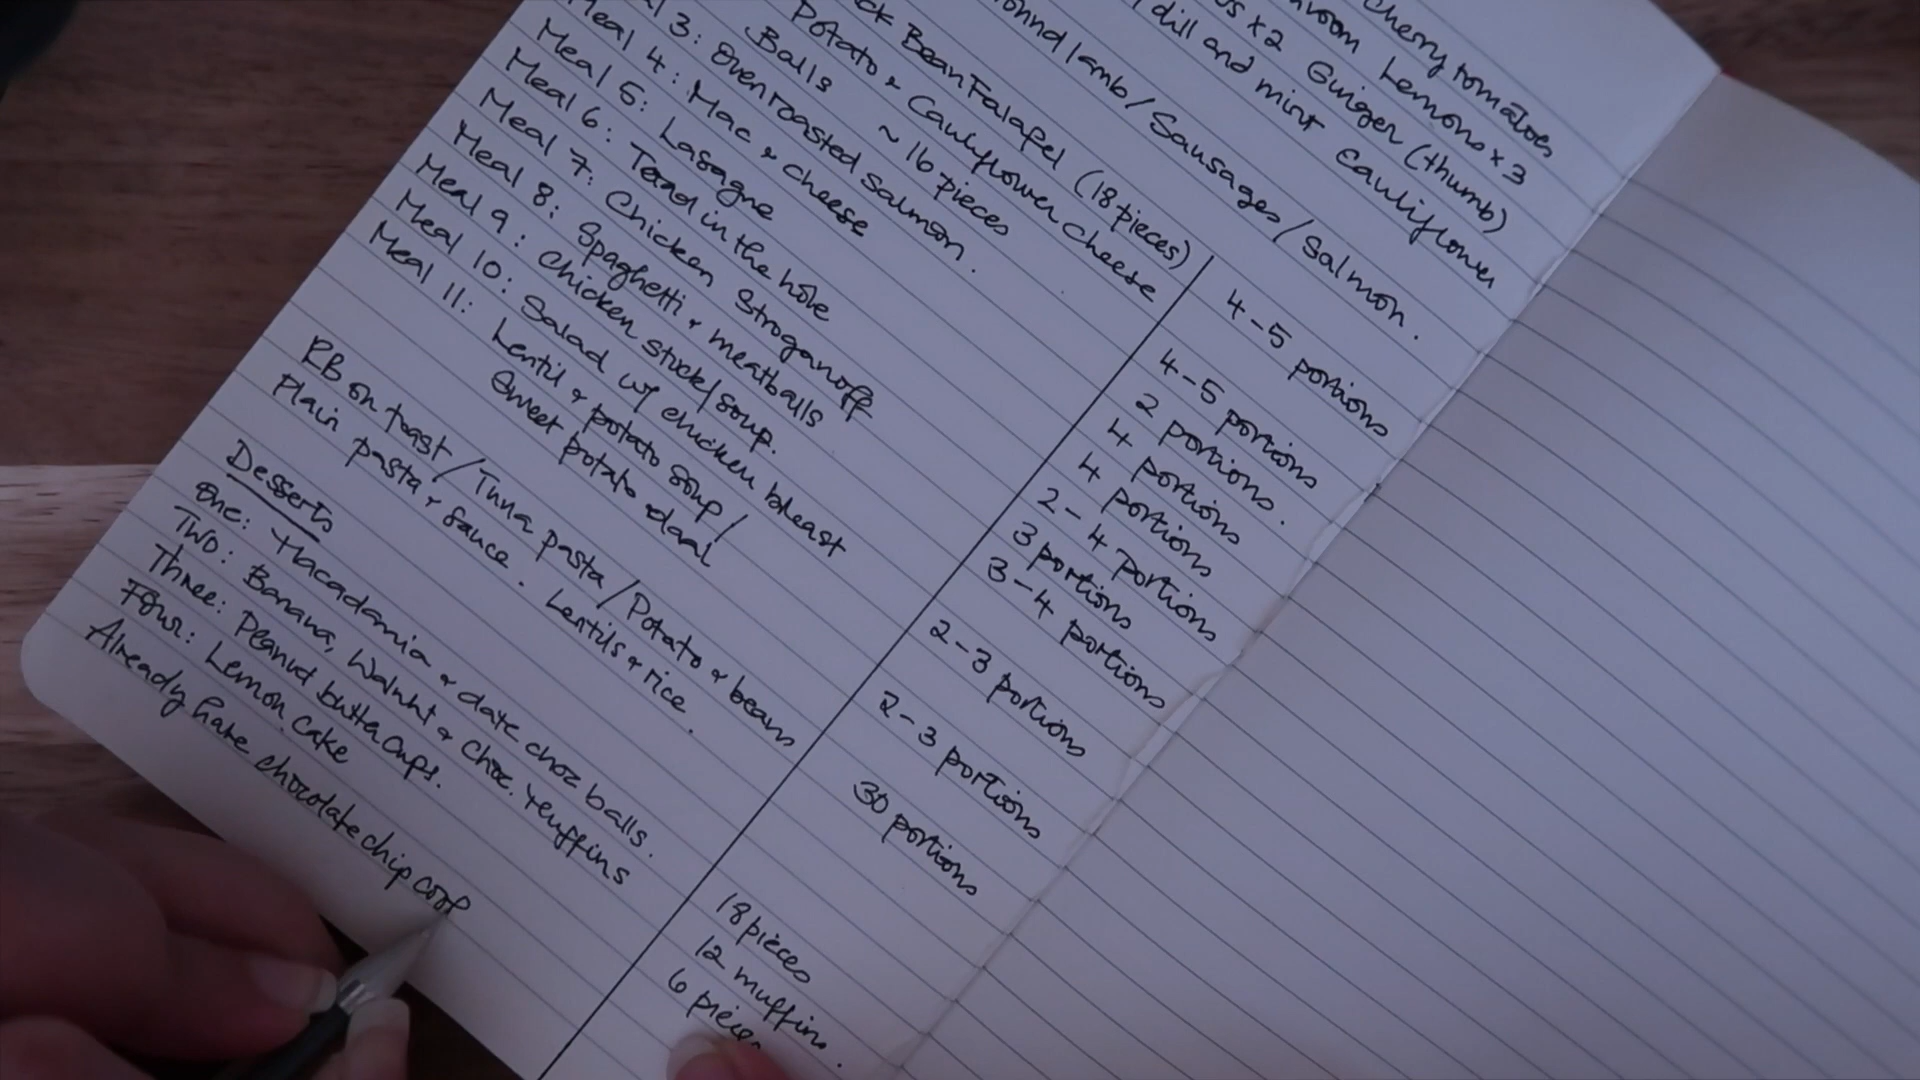 cherry tomatoes
Lemons x 3
x2 Ginger (thumb)
dill and mint cauliflower
lamb / Sausages / Salmon.
Bean Falafel (18 pieces)
Potato & Cauliflower cheese
Balls ~ 16 pieces
3: Oven roasted salmon.
Meal 4: Mac & cheese
Meal 5: Lasagne
Meal 6: Toad in the hole
Meal 7: Chicken Stroganoff
Meal 8: Spaghetti & meatballs
Meal 9: Chicken stock/soup.
Meal 10: Salad w/ chicken breast
Meal 11: Lentil & potato soup /
Sweet potato daal
RB on toast / Tuna pasta / Potato & beans
Plain pasta & sauce. Lentils & rice.
Desserts
One: Macadamia & date choc balls.
Two: Banana, Walnut & choc. Muffins
Three: Peanut butter cups.
Four: Lemon cake
Already have chocolate chip coo
4-5 portions
4-5 portions
2 portions.
4 portions
4 portions
2-4 portions
3 portions
3-4 portions
2-3 portions
2-3 portions
30 portions
18 pieces
12 muffins.
6 pieces